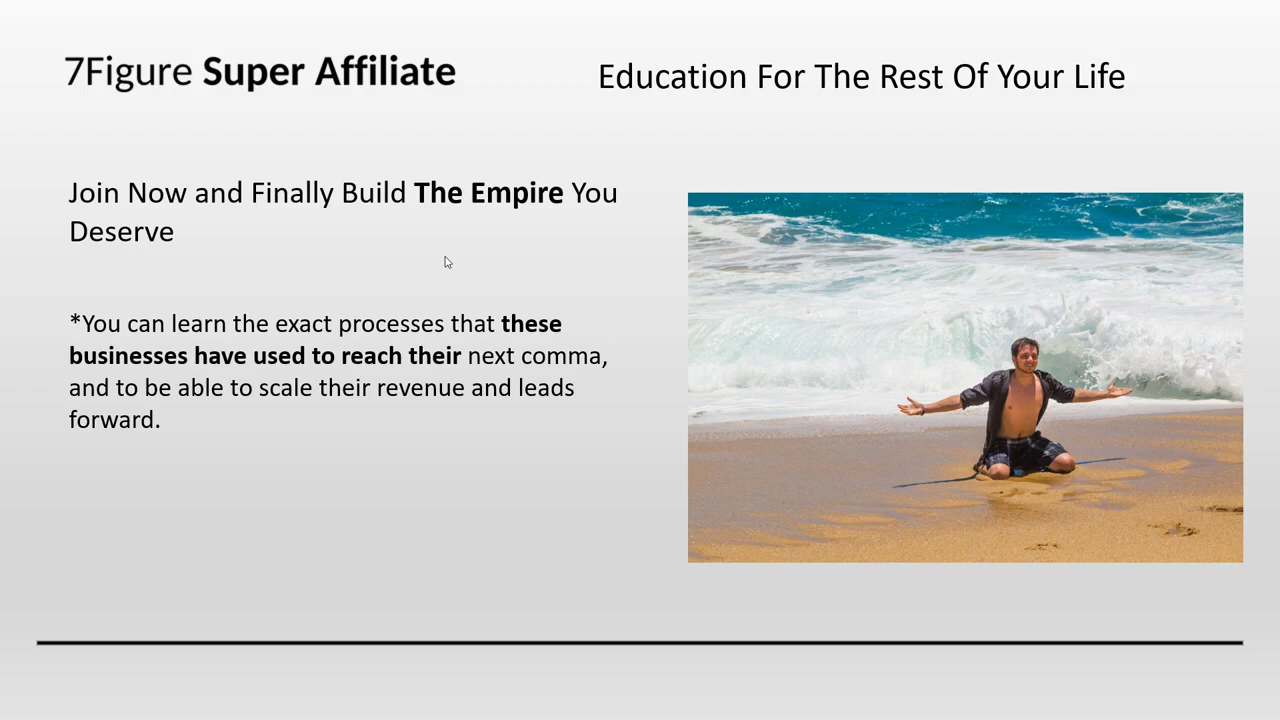 7Figure Super Affiliate
Education For The Rest Of Your Life
Join Now and Finally Build The Empire You
Deserve
*You can learn the exact processes that these
businesses have used to reach their next comma,
and to be able to scale their revenue and leads
forward.